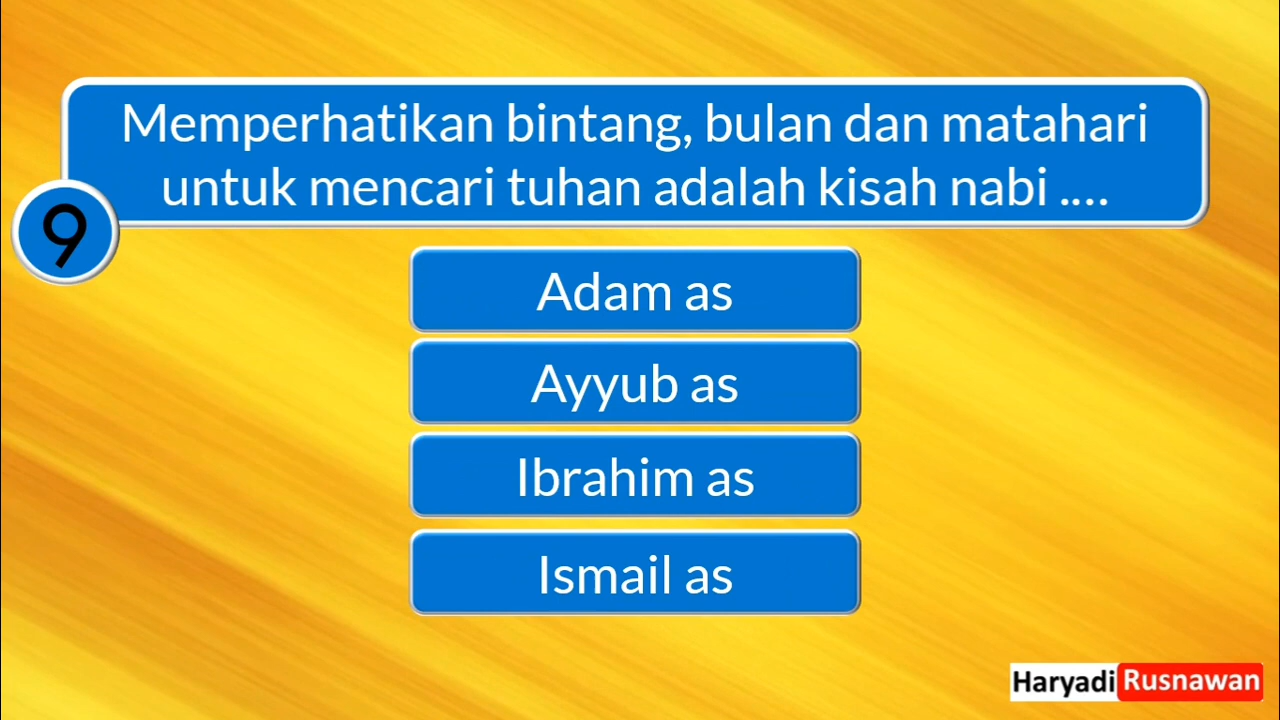 Memperhatikan bintang, bulan dan matahari
untuk mencari tuhan adalah kisah nabi ....
9
Adam as
Ayyub as
Ibrahim as
Ismail as
Haryadi Rusnawan